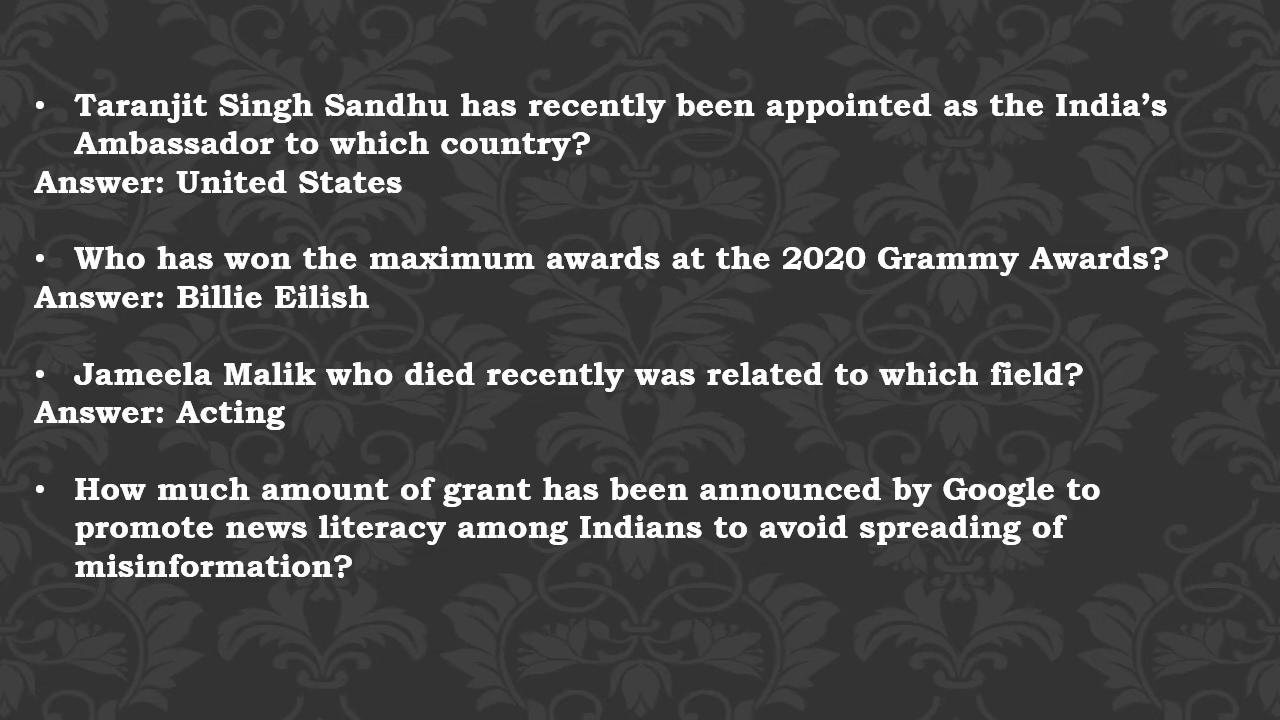 • Taranjit Singh Sandhu has recently been appointed as the India’s
Ambassador to which country?
Answer: United States
• Who has won the maximum awards at the 2020 Grammy Awards?
Answer: Billie Eilish
• Jameela Malik who died recently was related to which field?
Answer: Acting
• How much amount of grant has been announced by Google to
promote news literacy among Indians to avoid spreading of
misinformation?